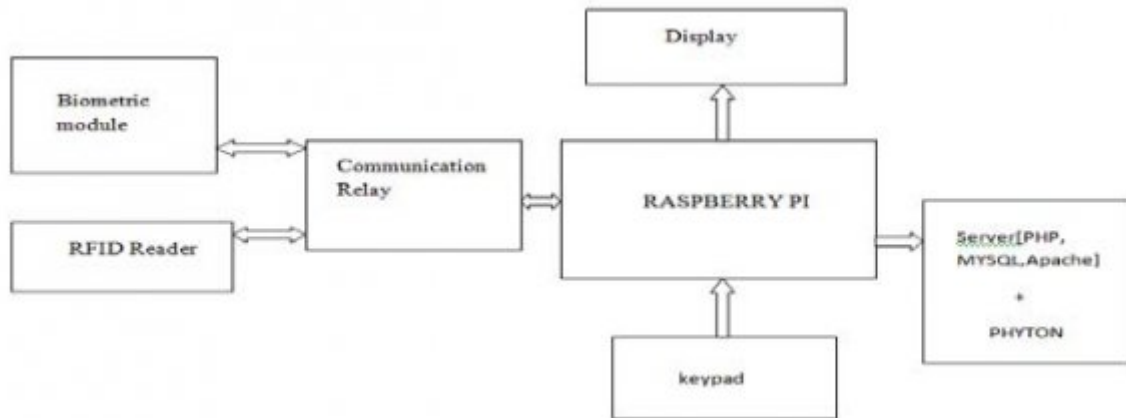 Display
Biometric
module
Communication
Relay
RASPBERRY PI
RFID Reader
Server[PHP,
MYSQL,Apache]
+
PHYTON
keypad